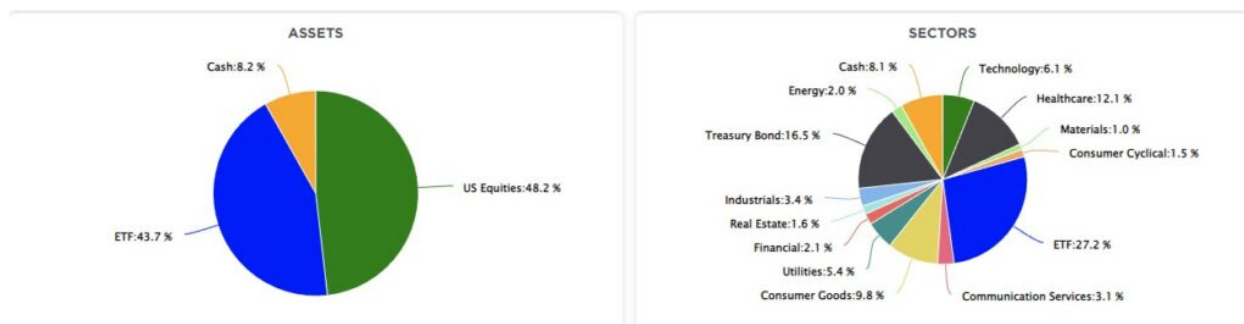 ASSETS
Cash:8.2 %
US Equities:48.2 %
ETF:43.7 %
SECTORS
Cash:8.1 %
Technology:6.1 %
Energy:2.0 %
Healthcare:12.1 %
Materials:1.0 %
Treasury Bond:16.5 %
Consumer Cyclical:1.5 %
Industrials:3.4 %
Real Estate:1.6 %
Financial:2.1 %
ETF:27.2 %
Utilities:5.4 %
Consumer Goods:9.8 %
Communication Services:3.1 %